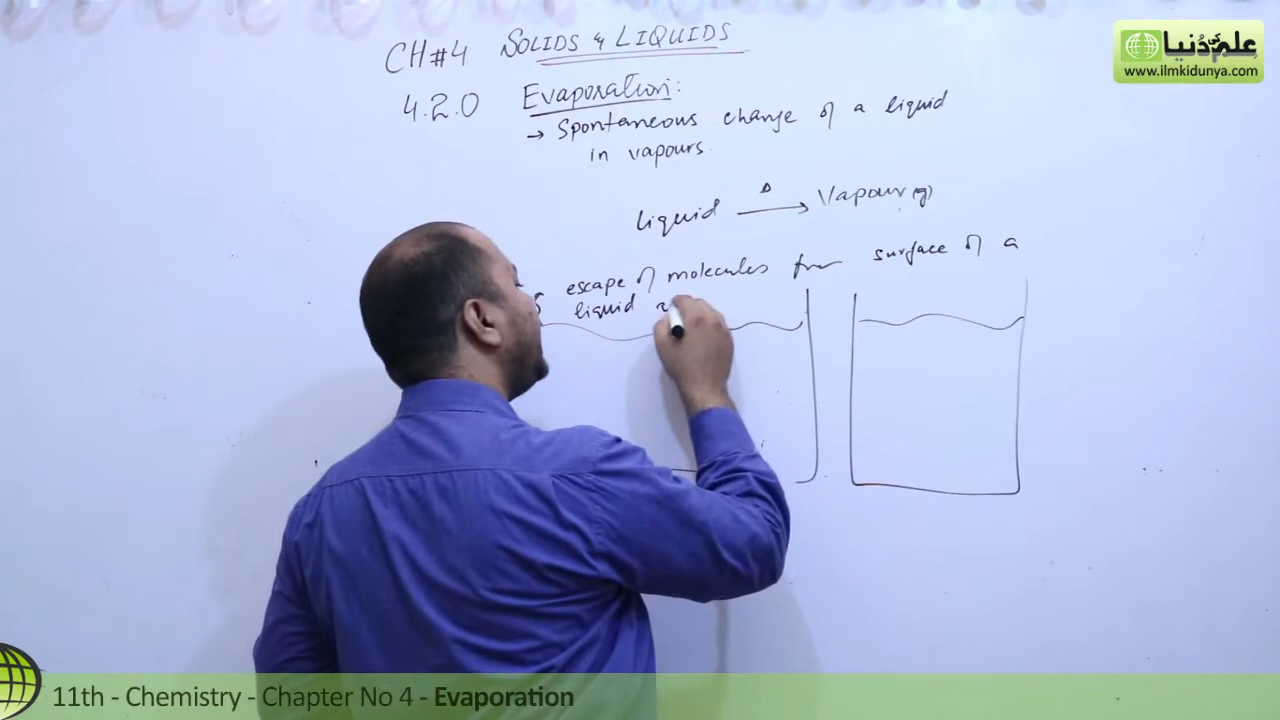 CH#4 SOLIDS & LIQUIDS
علم کی دُنیا
www.ilmkidunya.com
4.2.0 Evaporation:
→ Spontaneous change of a liquid
in vapours.
liquid Δ → Vapour (g)
escape of molecules from surface of a
liquid a
11th - Chemistry - Chapter No 4 - Evaporation